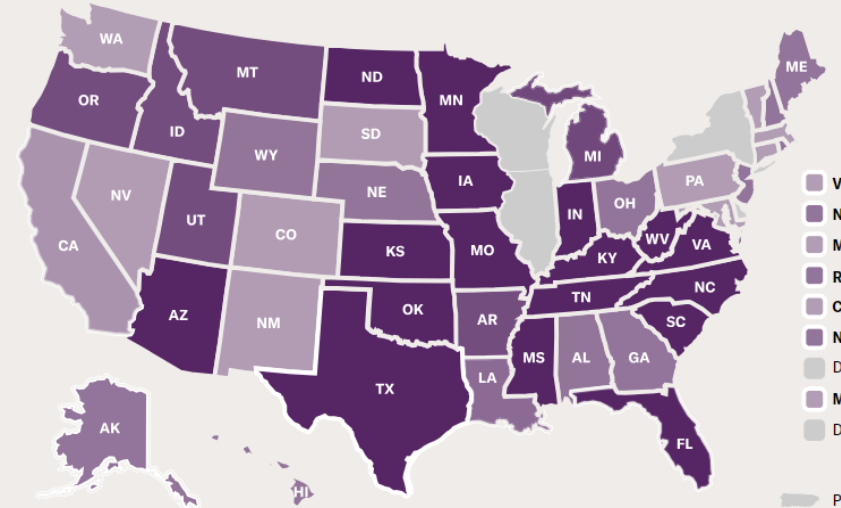 WA
ME
MT
ND
MN
OR
ID
SD
WY
MI
PA
V
NV
NE
IA
OH
N
UT
IN
CO
WV
VA
M
CA
KS
MO
KY
R
NC
TN
C
AZ
OK
AR
SC
N
NM
MS
AL
GA
D
LA
TX
M
AK
FL
D
HI
P